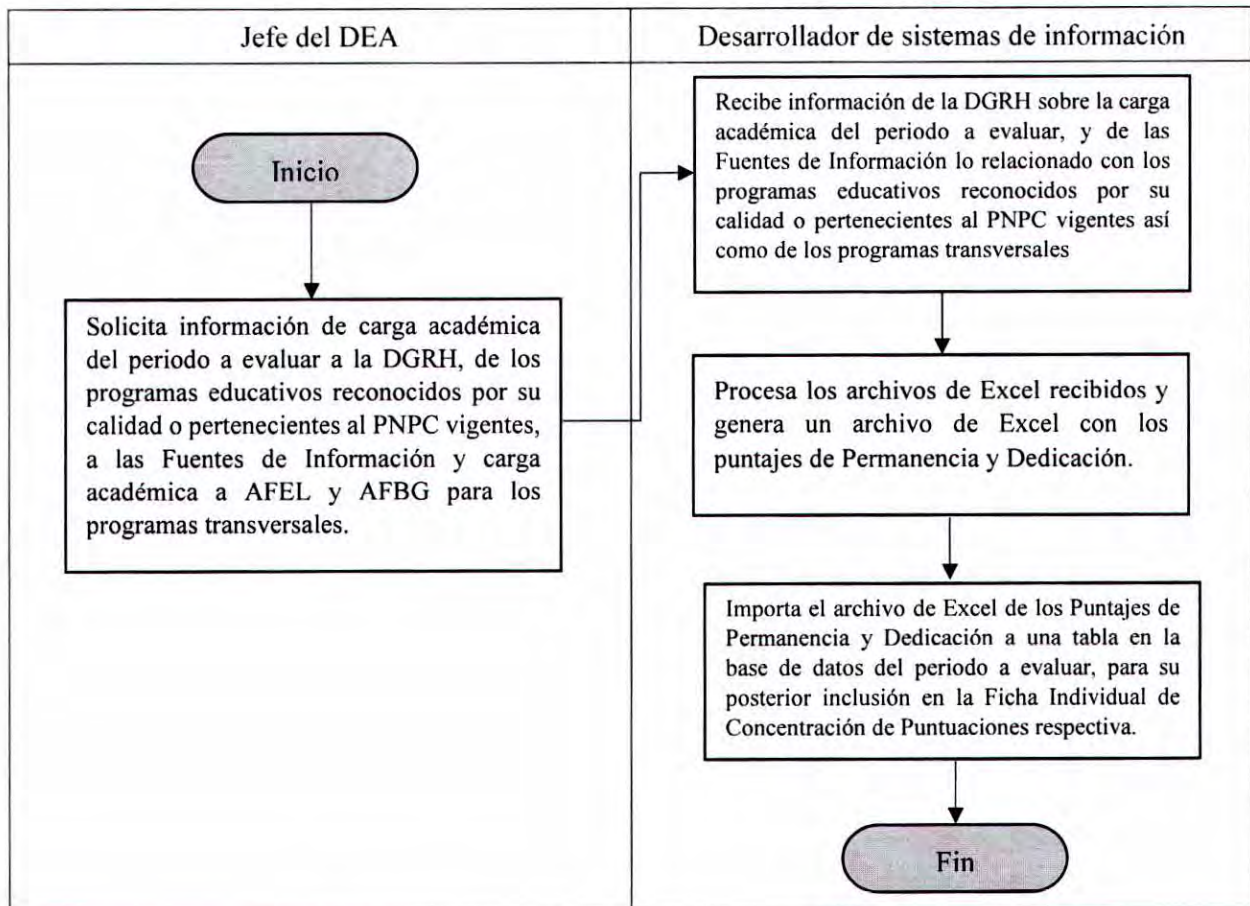 Jefe del DEA
Desarrollador de sistemas de información
Inicio
Solicita información de carga académica
del periodo a evaluar a la DGRH, de los
programas educativos reconocidos por su
calidad o pertenecientes al PNPC vigentes,
a las Fuentes de Información y carga
académica a AFEL y AFBG para los
programas transversales.
Recibe información de la DGRH sobre la carga
académica del periodo a evaluar, y de las
Fuentes de Información lo relacionado con los
programas educativos reconocidos por su
calidad o pertenecientes al PNPC vigentes así
como de los programas transversales
Procesa los archivos de Excel recibidos y
genera un archivo de Excel con los
puntajes de Permanencia y Dedicación.
Importa el archivo de Excel de los Puntajes de
Permanencia y Dedicación a una tabla en la
base de datos del periodo a evaluar, para su
posterior inclusión en la Ficha Individual de
Concentración de Puntuaciones respectiva.
Fin